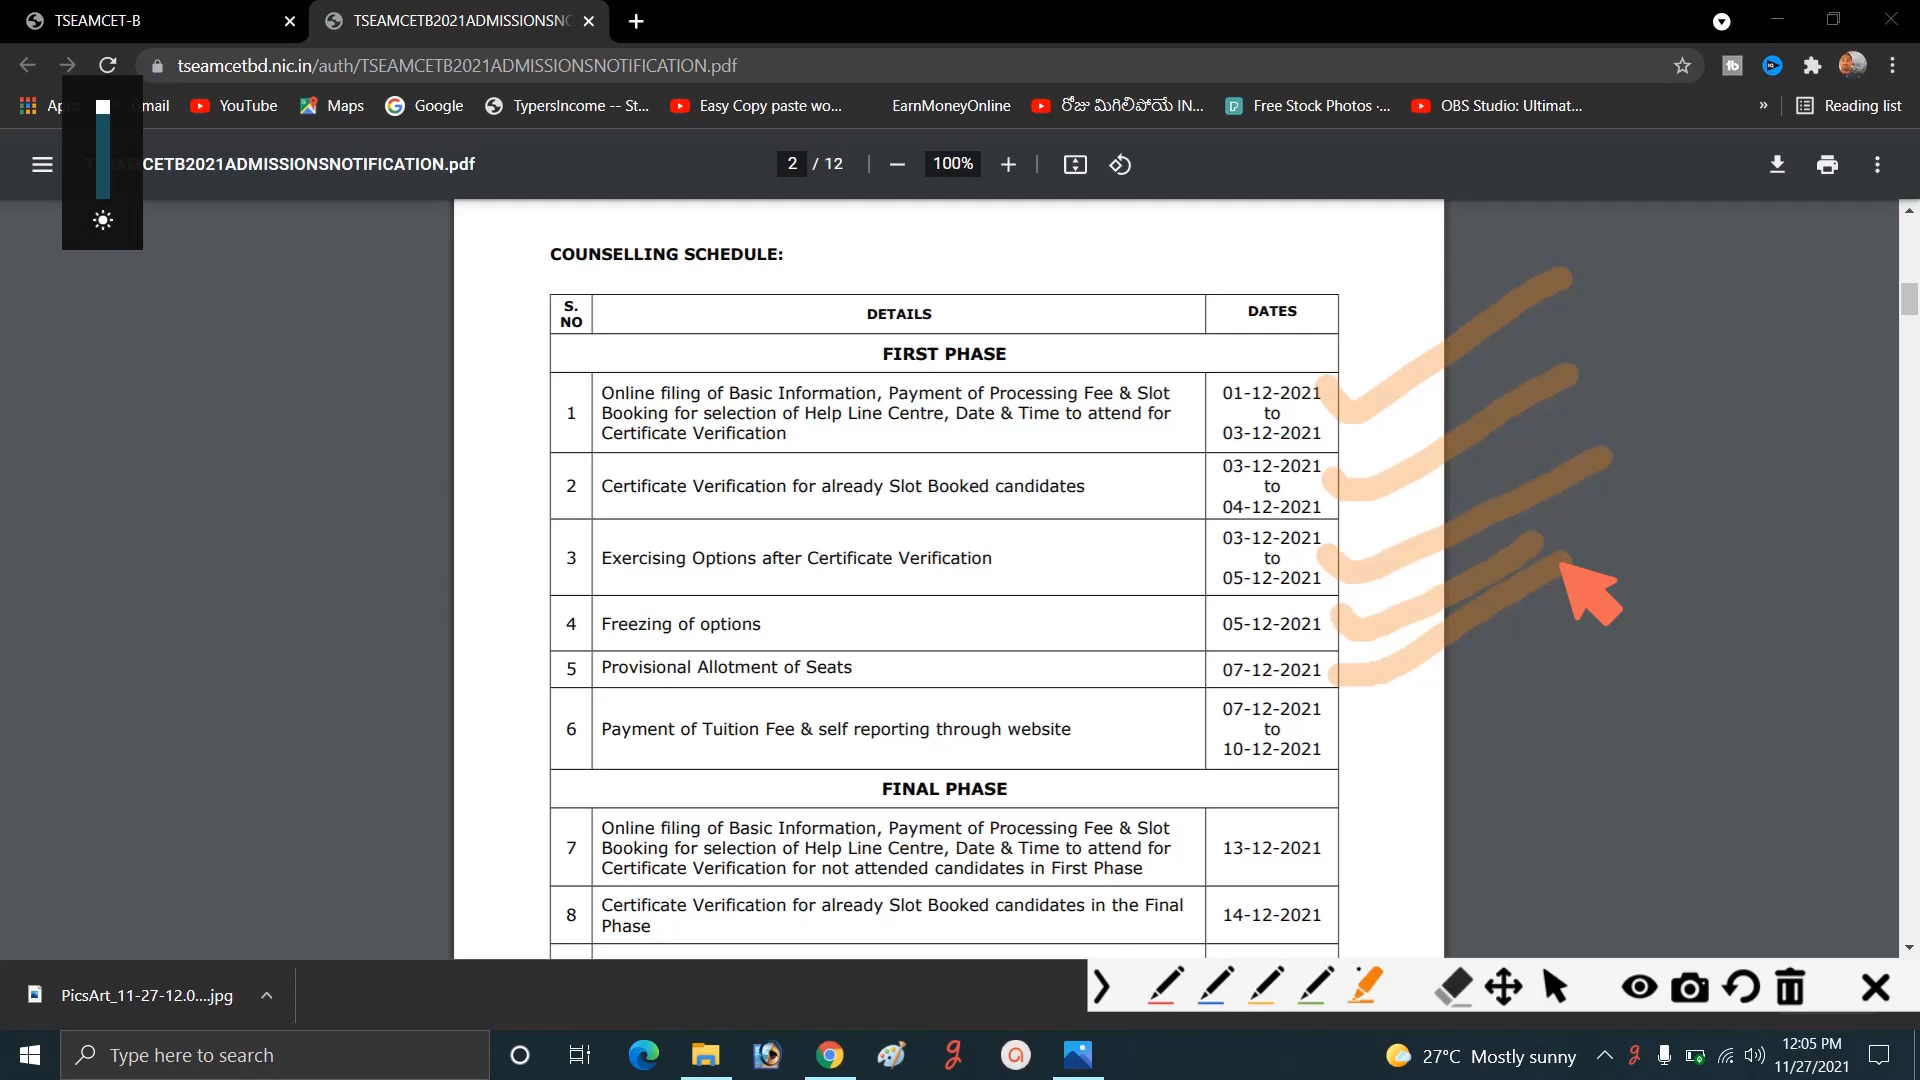 TSEAMCET-B
TSEAMCETB2021ADMISSIONSN
tseamcetbd.nic.in/auth/TSEAMCETB2021ADMISSIONSNOTIFICATION.pdf
YouTube
Maps
Google
TypersIncome -- St...
Easy Copy paste wo...
EarnMoneyOnline
రోజు మిగిలిపోయే IN...
Free Stock Photos -...
OBS Studio: Ultimat...
»
Reading list
CETB2021ADMISSIONSNOTIFICATION.pdf
2 / 12
100%
COUNSELLING SCHEDULE:
S. NO
DETAILS
DATES
FIRST PHASE
1
Online filing of Basic Information, Payment of Processing Fee & Slot
Booking for selection of Help Line Centre, Date & Time to attend for
Certificate Verification
01-12-2021
to
03-12-2021
2
Certificate Verification for already Slot Booked candidates
03-12-2021
to
04-12-2021
3
Exercising Options after Certificate Verification
03-12-2021
to
05-12-2021
4
Freezing of options
05-12-2021
5
Provisional Allotment of Seats
07-12-2021
6
Payment of Tuition Fee & self reporting through website
07-12-2021
to
10-12-2021
FINAL PHASE
7
Online filing of Basic Information, Payment of Processing Fee & Slot
Booking for selection of Help Line Centre, Date & Time to attend for
Certificate Verification for not attended candidates in First Phase
13-12-2021
8
Certificate Verification for already Slot Booked candidates in the Final
Phase
14-12-2021
PicsArt_11-27-12.0....jpg
Type here to search
27°C Mostly sunny
12:05 PM
11/27/2021